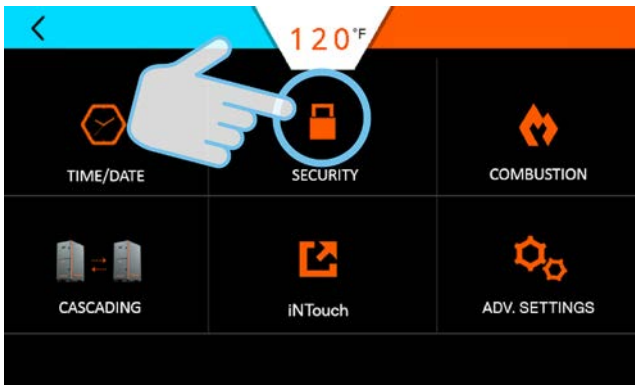 120°F
TIME/DATE
SECURITY
COMBUSTION
CASCADING
iNTouch
ADV. SETTINGS